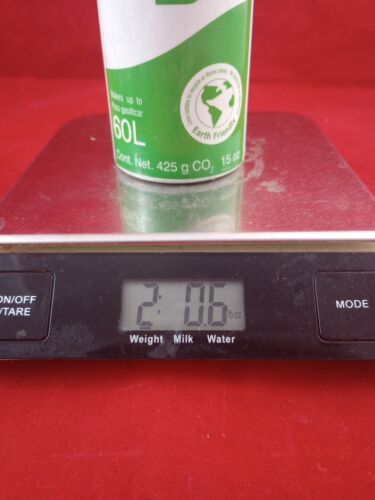 Makes up to
Para gasificar
60L
Cont. Net. 425 g CO2 15 oz
Earth Friendly
ON/OFF
/TARE
2: 0.6 lb:oz
MODE
Weight Milk Water